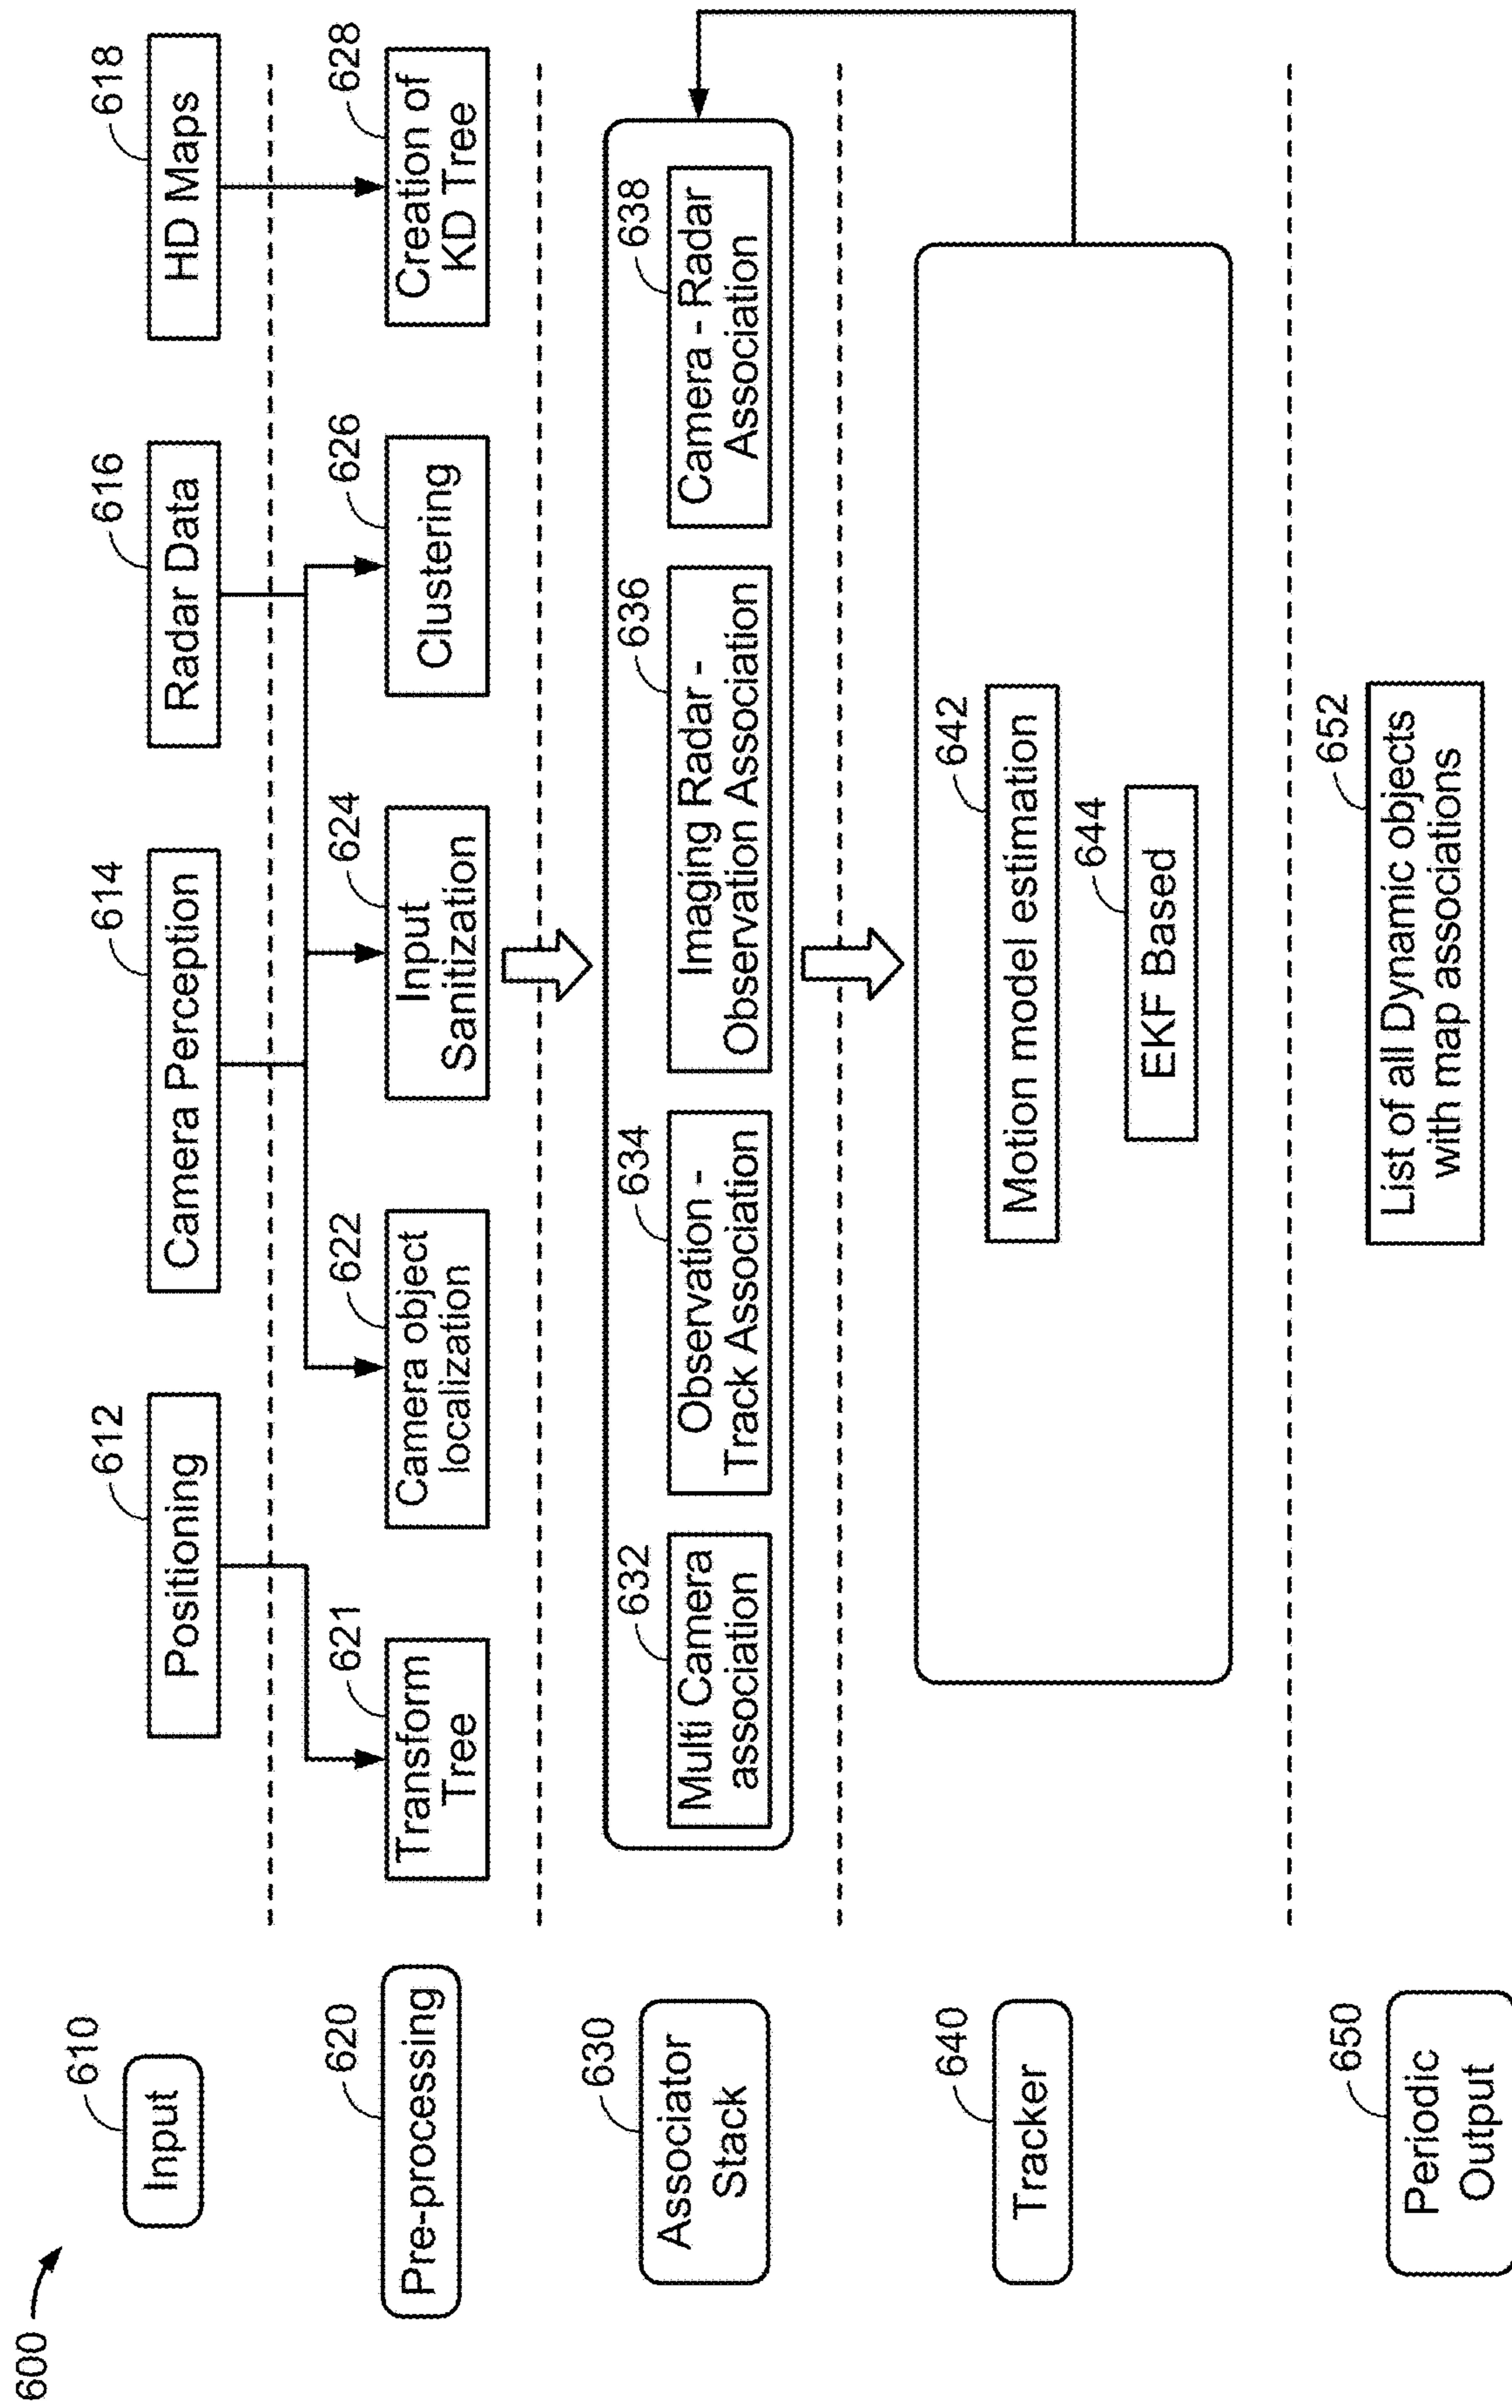 600
610
Input
612
Positioning
614
Camera Perception
616
Radar Data
618
HD Maps
620
Pre-processing
621
Transform
Tree
622
Camera object
localization
624
Input
Sanitization
626
Clustering
628
Creation of
KD Tree
630
Associator
Stack
632
Multi Camera
association
634
Observation -
Track Association
636
Imaging Radar -
Observation Association
638
Camera - Radar
Association
640
Tracker
642
Motion model estimation
644
EKF Based
650
Periodic
Output
652
List of all Dynamic objects
with map associations